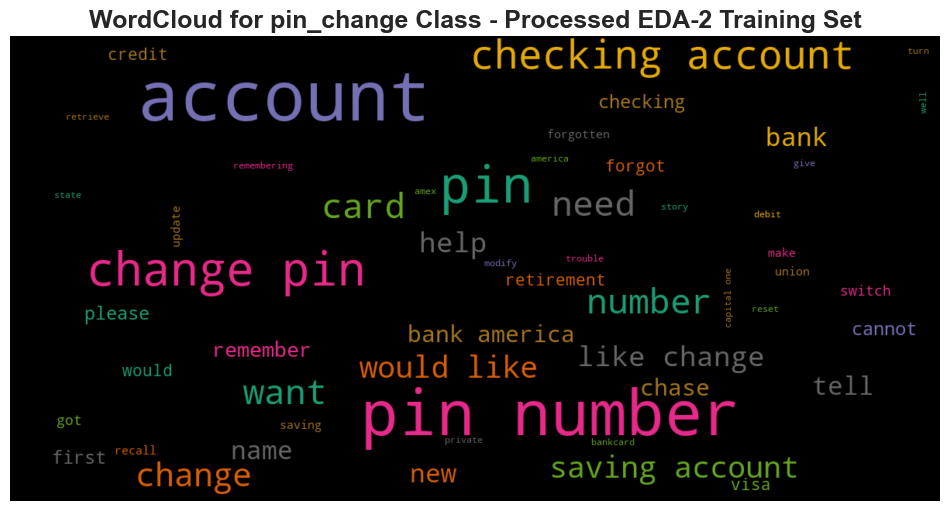 WordCloud for pin_change Class - Processed EDA-2 Training Set
credit
checking account
turn
account
checking
well
retrieve
forgotten
bank
remembering
america
forgot
give
state
amex
pin
card
need
story
debit
update
help
change pin
modify
trouble
make
retirement
union
capital one
number
switch
please
reset
cannot
bank america
remember
like change
would
would like
want
chase
tell
got
saving
pin number
private
bankcard
first
recall
name
change
new
saving account
visa